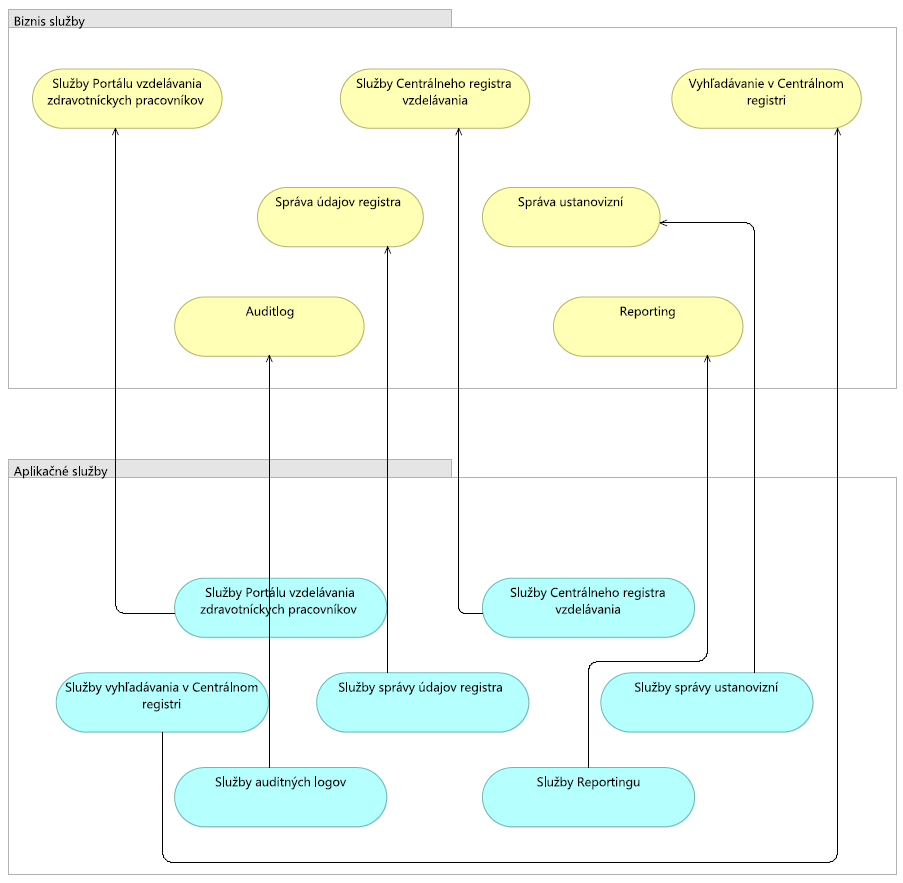 Biznis služby
Služby Portálu vzdelávania
zdravotníckych pracovníkov
Služby Centrálneho registra
vzdelávania
Vyhľadávanie v Centrálnom
registri
Správa údajov registra
Správa ustanovizní
Auditlog
Reporting
Aplikačné služby
Služby Portálu vzdelávania
zdravotníckych pracovníkov
Služby Centrálneho registra
vzdelávania
Služby vyhľadávania v Centrálnom
registri
Služby správy údajov registra
Služby správy ustanovizní
Služby auditných logov
Služby Reportingu